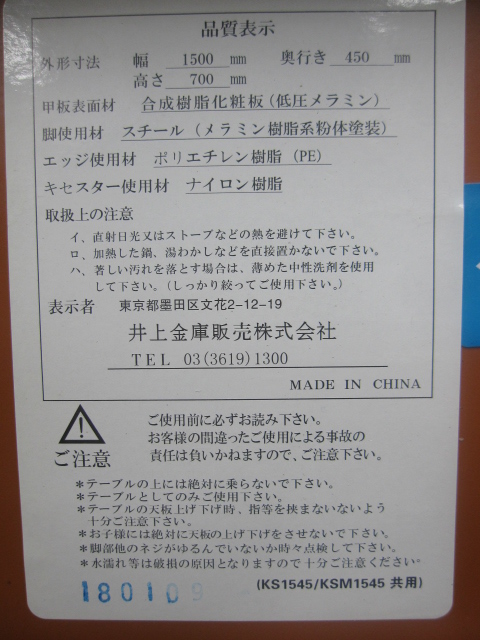 品質表示
外形寸法 幅 1500 mm 奥行き 450 mm
高さ 700 mm
甲板表面材 合成樹脂化粧板(低圧メラミン)
脚使用材 スチール(メラミン樹脂系粉体塗装)
エッジ使用材 ポリエチレン樹脂(PE)
キセスター使用材 ナイロン樹脂
取扱上の注意
イ、直射日光又はストーブなどの熱を避けて下さい。
ロ、加熱した鍋、湯わかしなどを直接置かないで下さい。
ハ、著しい汚れを落とす場合は、薄めた中性洗剤を使用
して下さい。(しっかり絞ってご使用下さい。)
表示者 東京都墨田区文花2-12-19
井上金庫販売株式会社
TEL 03(3619)1300
MADE IN CHINA
ご注意
ご使用前に必ずお読み下さい。
お客様の間違ったご使用による事故の
責任は負いかねますので、ご注意下さい。
*テーブルの上には絶対に乗らないで下さい。
*テーブルとしてのみご使用下さい。
*テーブルの天板上げ下げ時、指等を挟まないよう
十分ご注意下さい。
*お子様には絶対に天板の上げ下げをさせないで下さい。
*脚部他のネジがゆるんでいないか時々点検して下さい。
*水濡れ等は破損の原因となりますので十分ご注意ください
(KS1545/KSM1545 共用)
180109